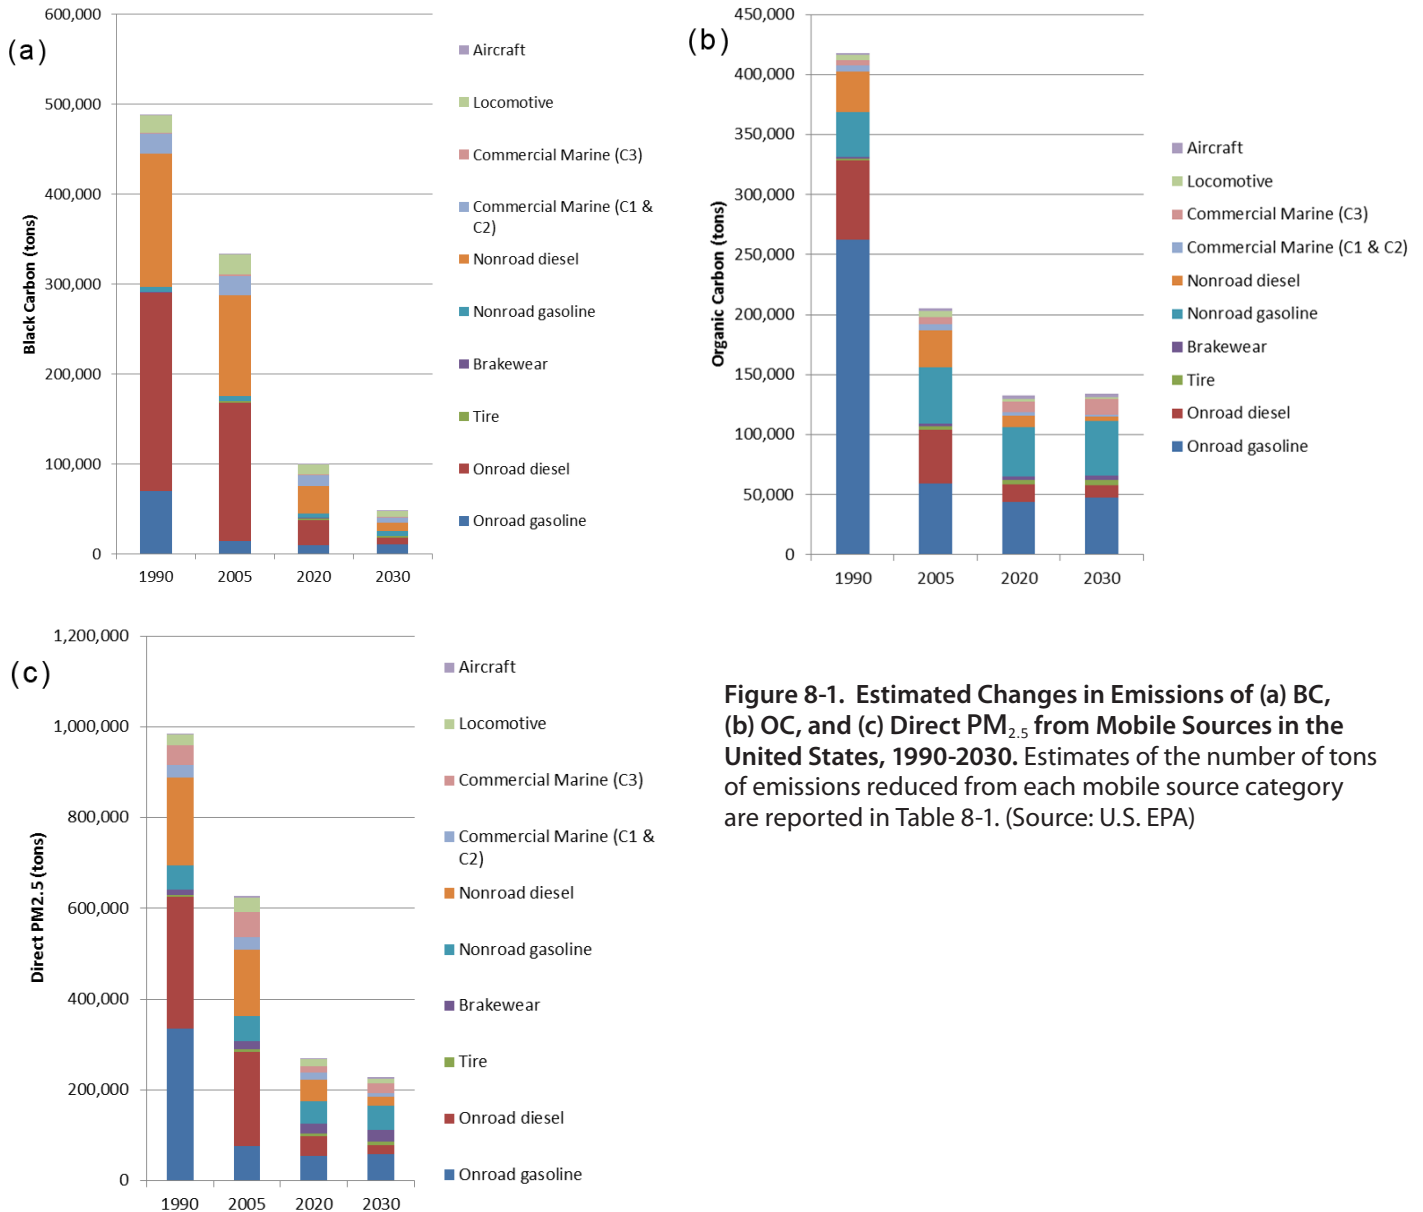 (a)
Black Carbon (tons)
600,000
500,000
400,000
300,000
200,000
100,000
0
1990 2005 2020 2030
Aircraft
Locomotive
Commercial Marine (C3)
Commercial Marine (C1 &
C2)
Nonroad diesel
Nonroad gasoline
Brakewear
Tire
Onroad diesel
Onroad gasoline
(b)
Organic Carbon (tons)
450,000
400,000
350,000
300,000
250,000
200,000
150,000
100,000
50,000
0
1990 2005 2020 2030
Aircraft
Locomotive
Commercial Marine (C3)
Commercial Marine (C1 & C2)
Nonroad diesel
Nonroad gasoline
Brakewear
Tire
Onroad diesel
Onroad gasoline
(c)
Direct PM2.5 (tons)
1,200,000
1,000,000
800,000
600,000
400,000
200,000
0
1990 2005 2020 2030
Aircraft
Locomotive
Commercial Marine (C3)
Commercial Marine (C1 &
C2)
Nonroad diesel
Nonroad gasoline
Brakewear
Tire
Onroad diesel
Onroad gasoline
Figure 8-1. Estimated Changes in Emissions of (a) BC,
(b) OC, and (c) Direct PM2.5 from Mobile Sources in the
United States, 1990-2030. Estimates of the number of tons
of emissions reduced from each mobile source category
are reported in Table 8-1. (Source: U.S. EPA)